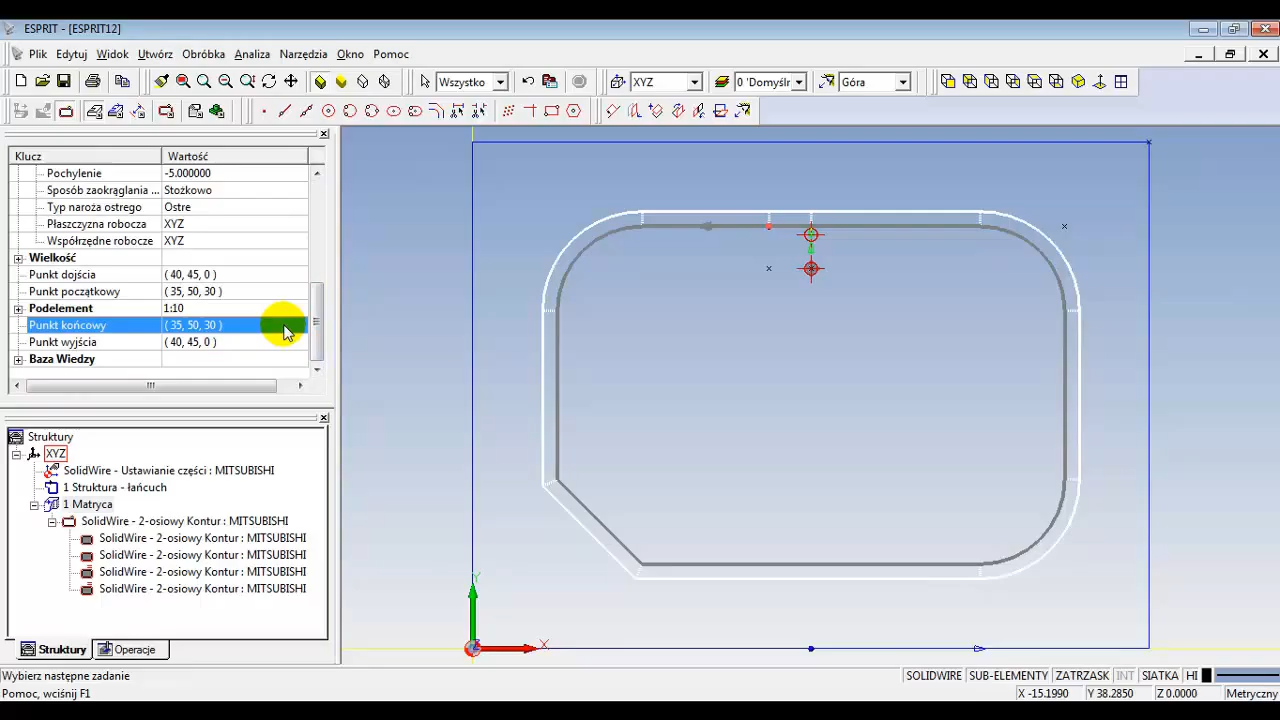 ESPRIT - [ESPRIT12]
Plik Edytuj Widok Utwórz Obróbka Analiza Narzędzia Okno Pomoc
Wszystko XYZ 0 'Domyśln Góra
Klucz Wartość
Pochylenie -5.000000
Sposób zaokrąglania ... Stożkowo
Typ naroża ostrego Ostre
Płaszczyzna robocza XYZ
Współrzędne robocze XYZ
Wielkość
Punkt dojścia ( 40, 45, 0 )
Punkt początkowy ( 35, 50, 30 )
Podelement 1:10
Punkt końcowy ( 35, 50, 30 )
Punkt wyjścia ( 40, 45, 0 )
Baza Wiedzy
Struktury
XYZ
SolidWire - Ustawianie części : MITSUBISHI
1 Struktura - łańcuch
1 Matryca
SolidWire - 2-osiowy Kontur : MITSUBISHI
SolidWire - 2-osiowy Kontur : MITSUBISHI
SolidWire - 2-osiowy Kontur : MITSUBISHI
SolidWire - 2-osiowy Kontur : MITSUBISHI
SolidWire - 2-osiowy Kontur : MITSUBISHI
Struktury Operacje
Y
X
Wybierz następne zadanie
SOLIDWIRE SUB-ELEMENTY ZATRZASK INT SIATKA HI
Pomoc, wciśnij F1
X -15.1990 Y 38.2850 Z 0.0000 Metryczny